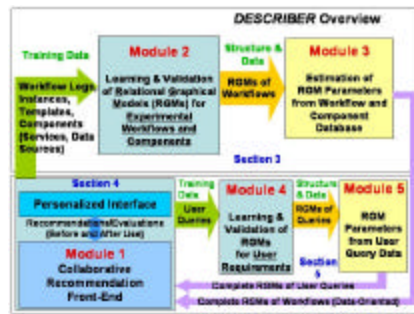 DESCRIBER Overview
Training Data
Workflow Logs,
Instances,
Templates,
Components
(Services, Data
Sources)
Module 2
Learning & Validation
of Relational Graphical
Models (RGMs) for
Experimental
Workflows and
Components
Structure
& Data
RGMs of
Workflows
Module 3
Estimation of
RGM Parameters
from Workflow and
Component
Database
Section 3
Section 4
Personalized Interface
Recommendations/Evaluations
(Before and After Use)
Module 1
Collaborative
Recommendation
Front-End
Training
Data
User
Queries
Module 4
Learning
& Validation
of RGMs
for User
Requirements
Structure
& Data
RGMs of
Queries
Module 5
RGM
Parameters
from User
Query Data
Section
5
Complete RGMs of User Queries
Complete RGMs of Workflows (Data-Oriented)